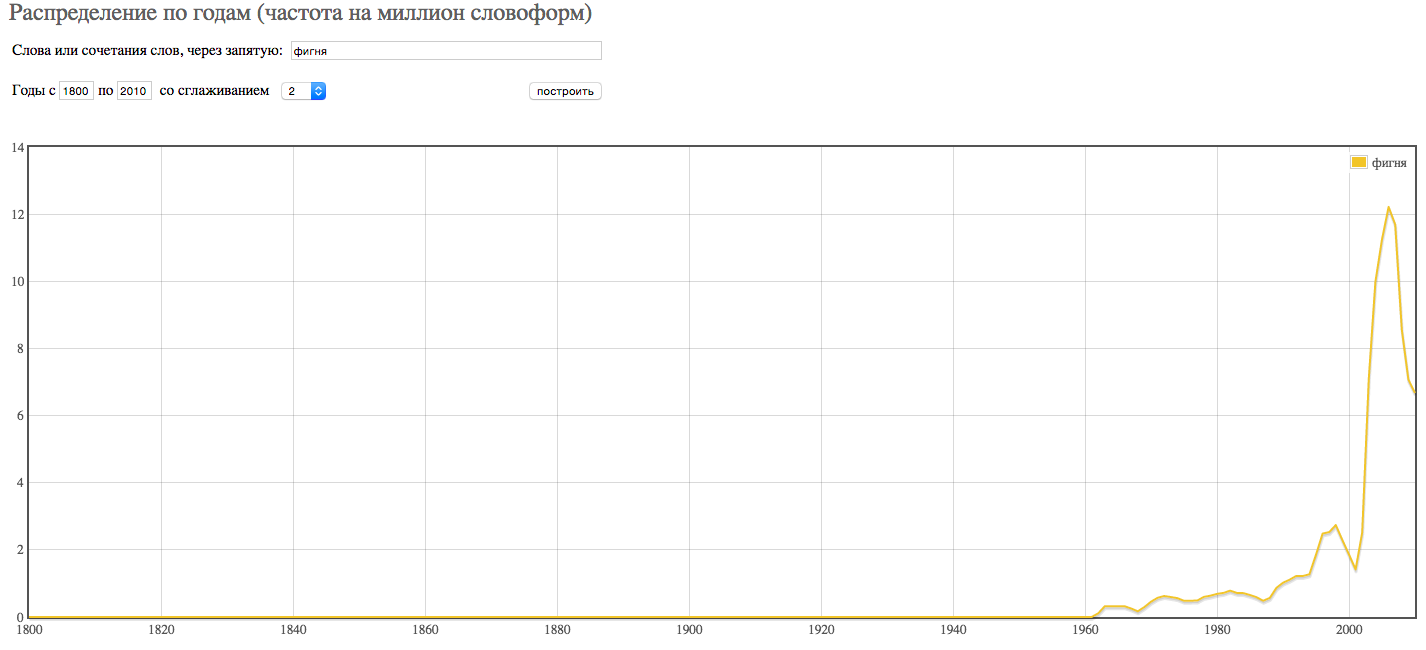 Распределение по годам (частота на миллион словоформ)
Слова или сочетания слов, через запятую: фигня
Годы с 1800 по 2010 со сглаживанием 2 построить
14
фигня
12
10
8
6
4
2
0
1800 1820 1840 1860 1880 1900 1920 1940 1960 1980 2000